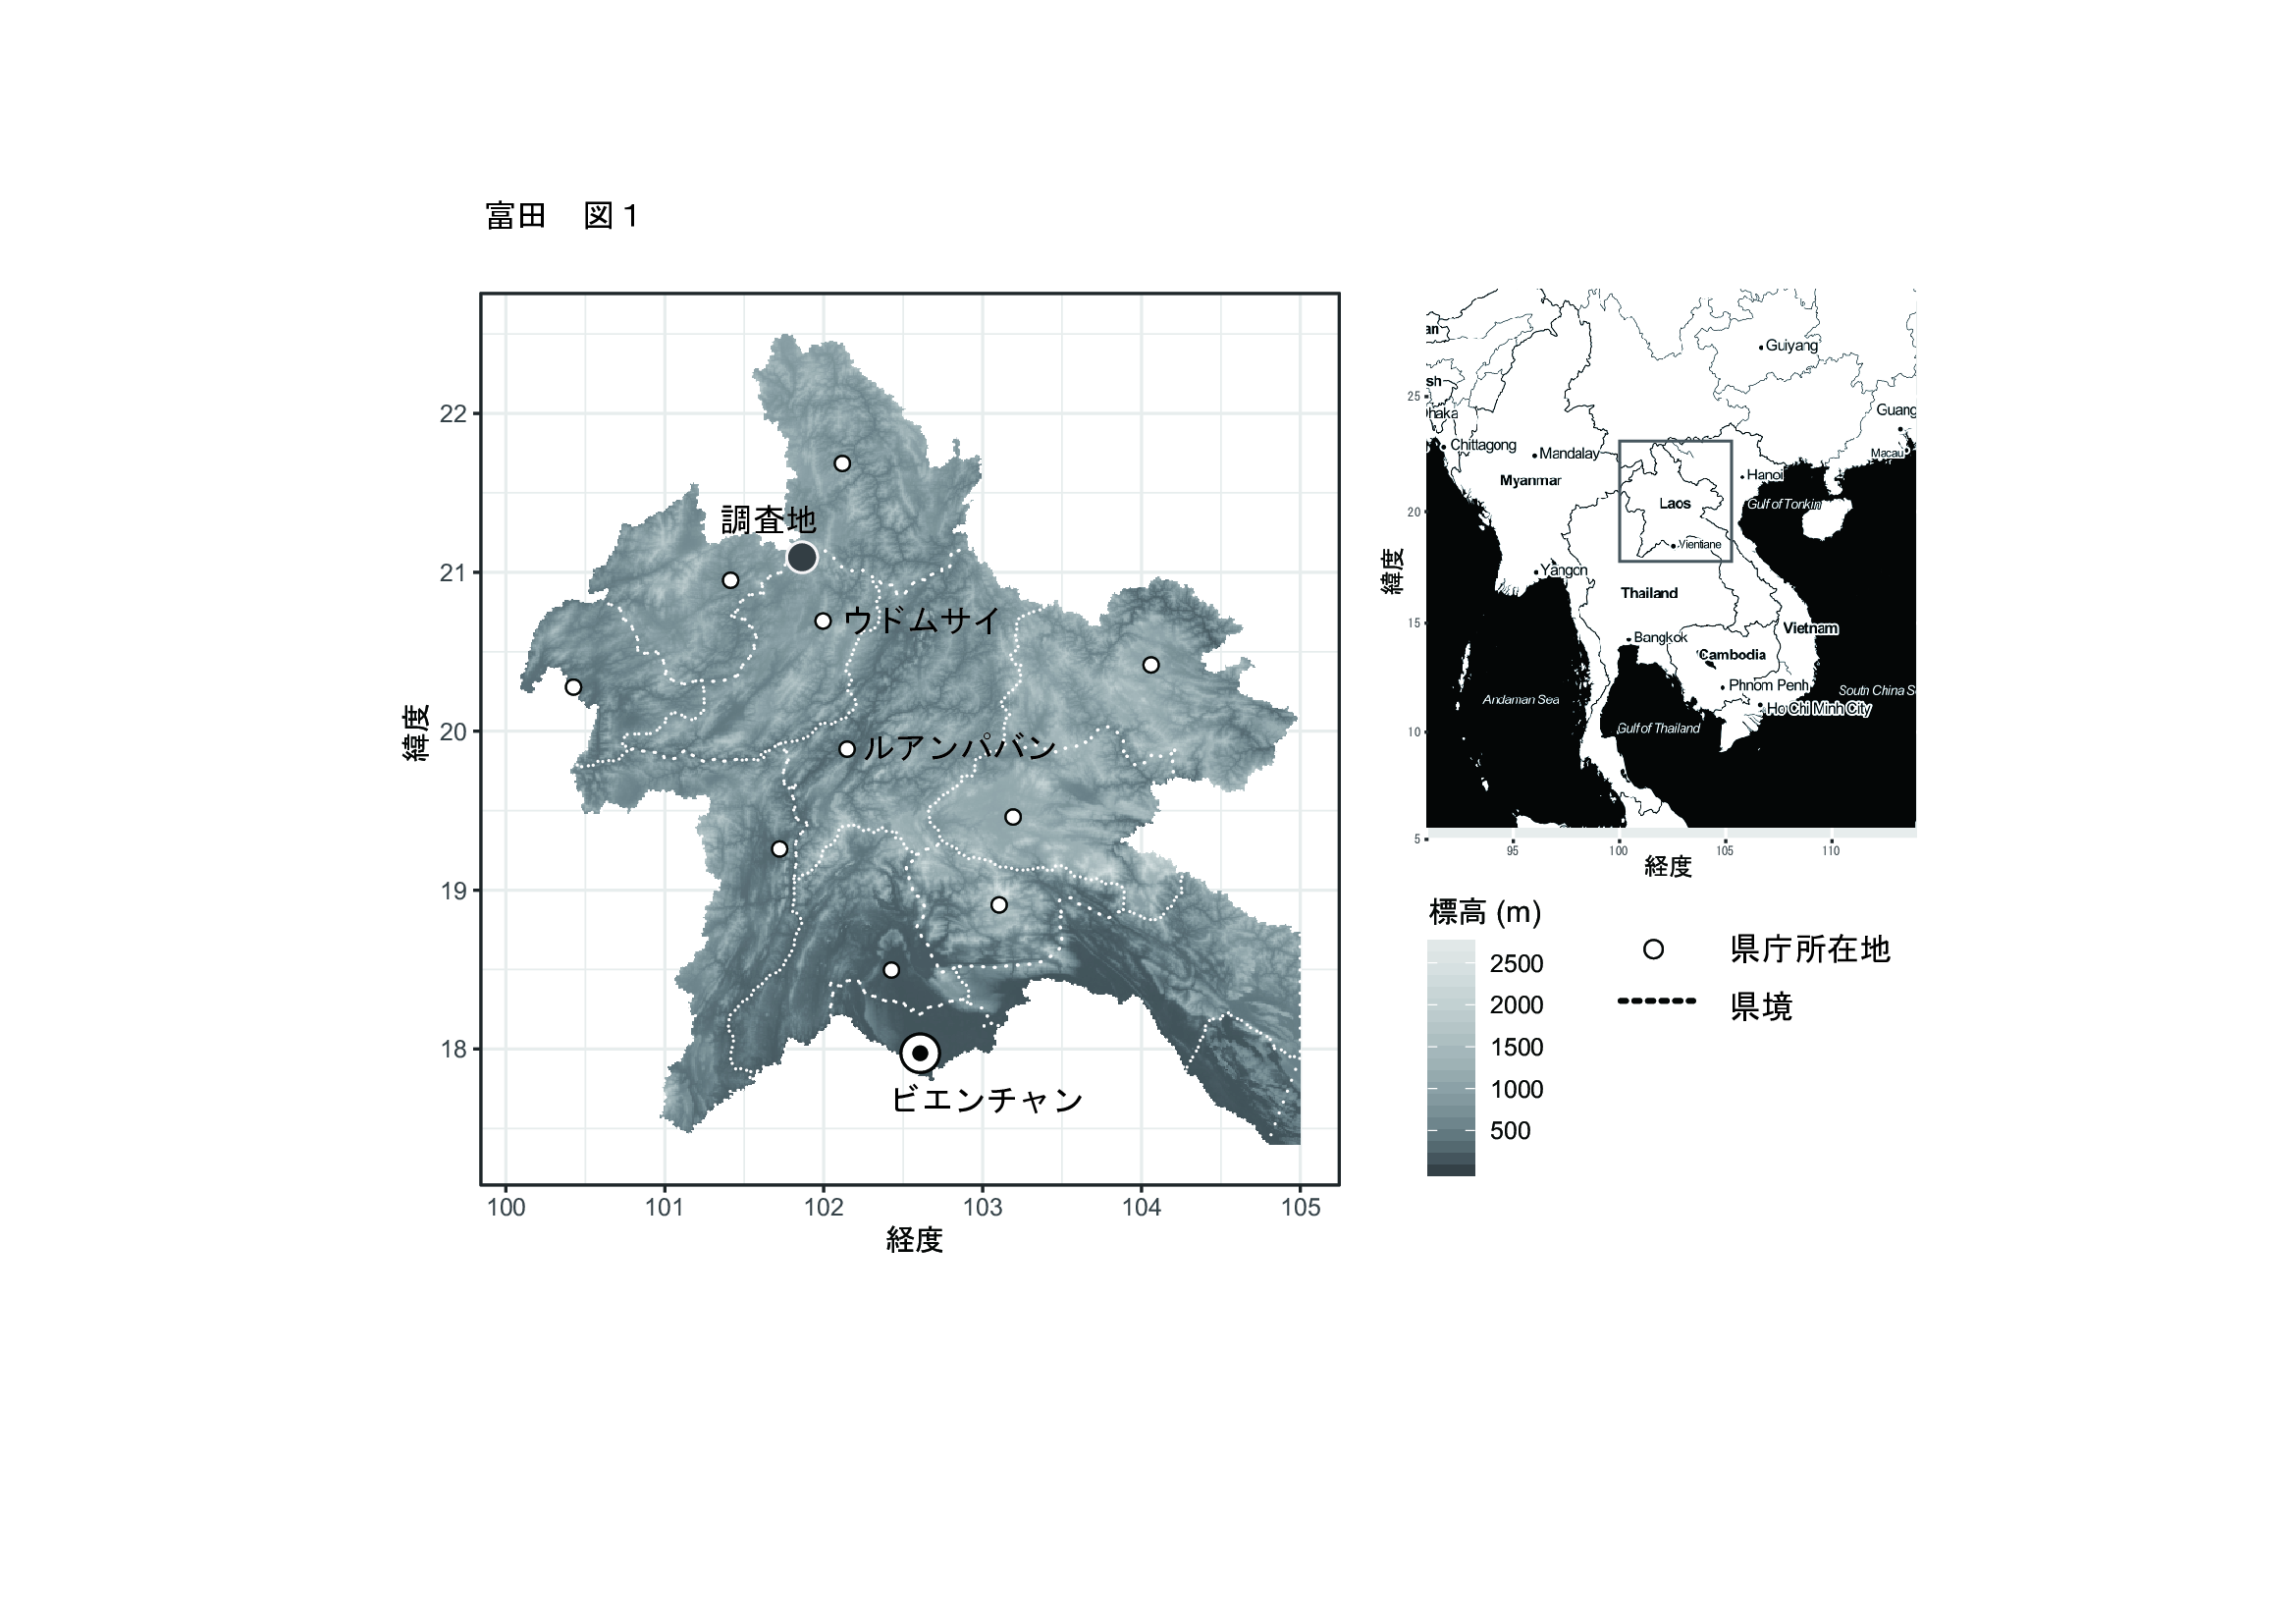 富田　図1
22
21
20
19
18
緯度
100
101
102
103
104
105
経度
調査地
ウドムサイ
ルアンパバン
ビエンチャン
25
20
15
10
5
緯度
95
100
105
110
経度
an
sh
haka
Guiyang
Guang
Macau
Chittagong
Mandalay
Myanmar
Hanoi
Laos
Gulf of Tonkin
Vientiane
Yangon
Thailand
Vietnam
Bangkok
Cambodia
Phnom Penh
South China S
Ho Chi Minh City
Andaman Sea
Gulf of Thailand
標高 (m)
2500
2000
1500
1000
500
県庁所在地
県境